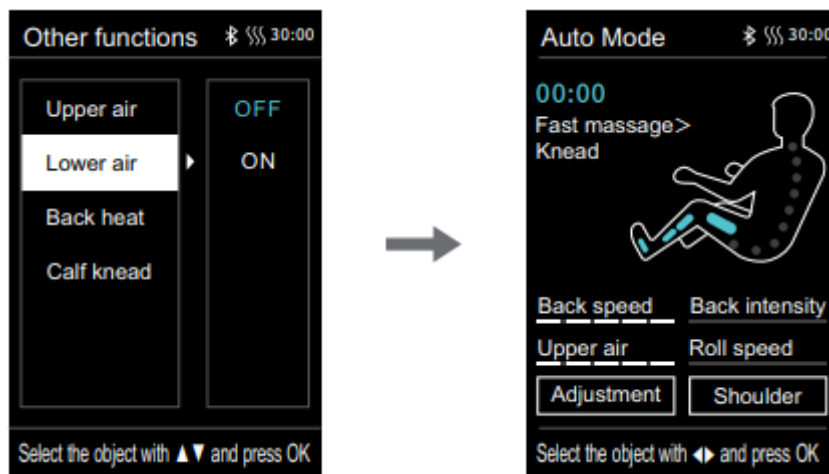 Other functions 30:00
Upper air OFF
Lower air ON
Back heat
Calf knead
Select the object with ▲▼ and press OK
Auto Mode 30:00
00:00
Fast massage>
Knead
Back speed Back intensity
Upper air Roll speed
Adjustment Shoulder
Select the object with ◀▶ and press OK